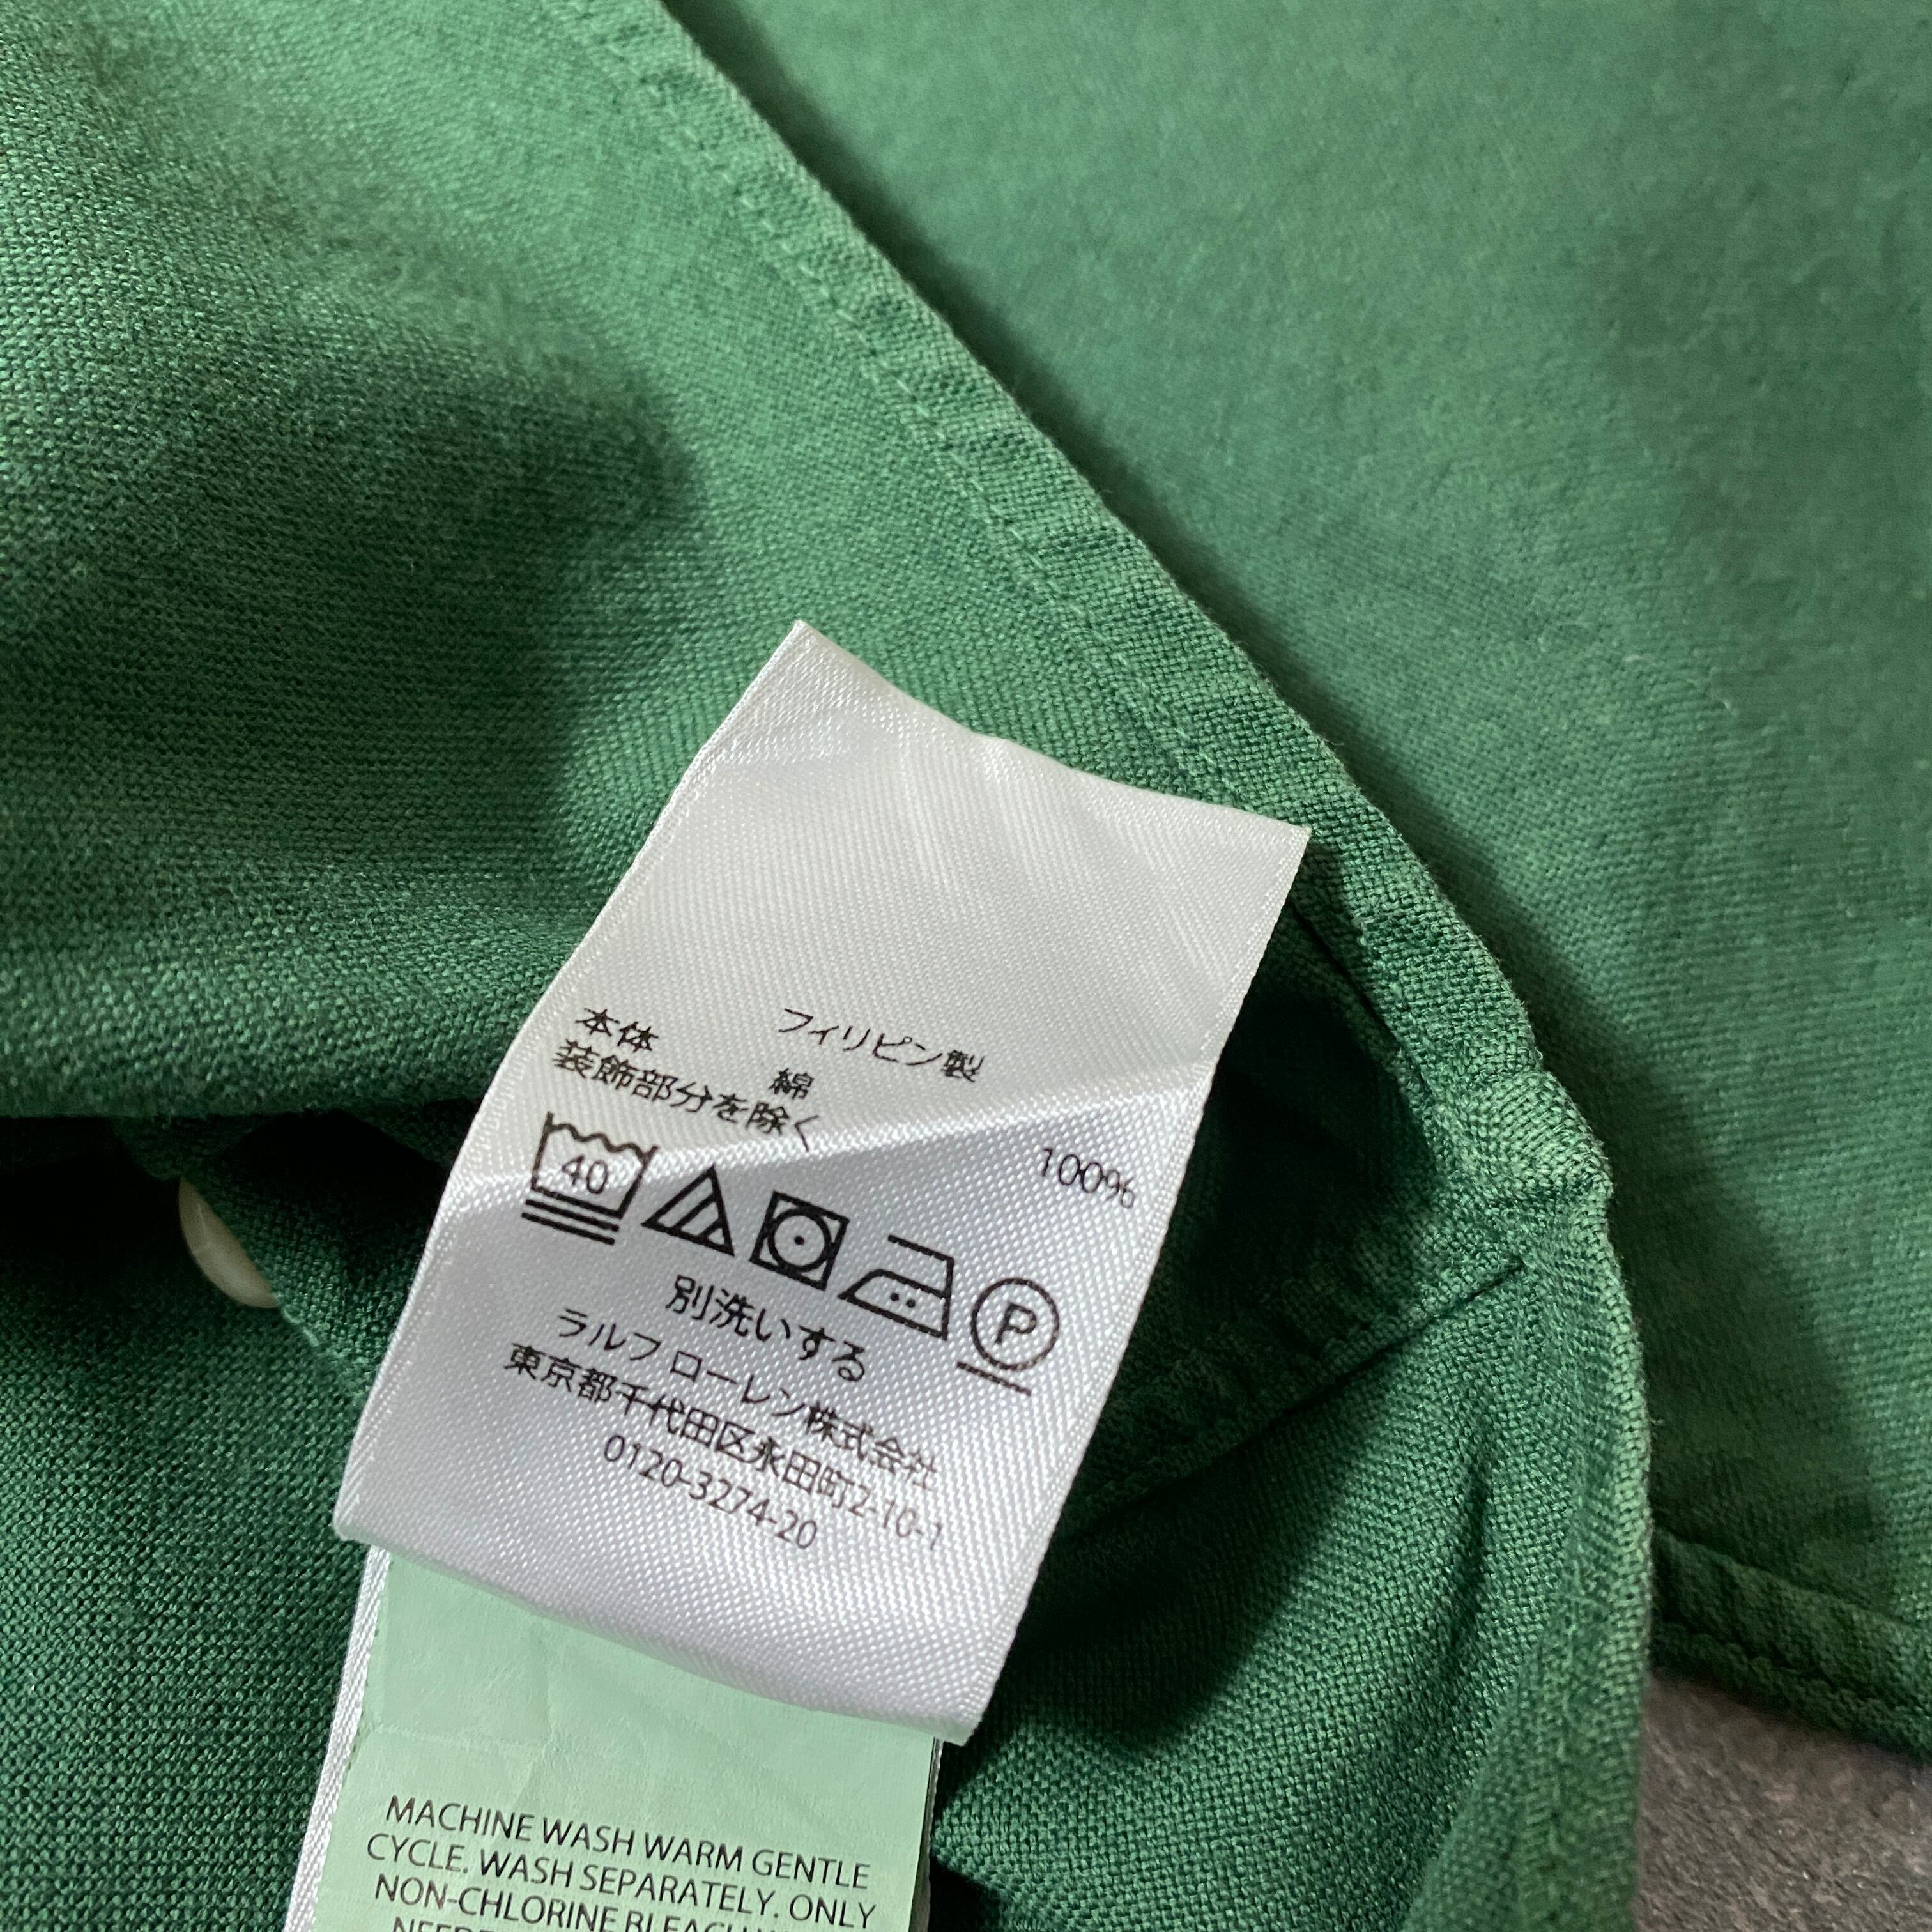 フィリピン製
本体 綿 100%
装飾部分を除く
40
P
別洗いする
ラルフ ローレン株式会社
東京都千代田区永田町2-10-1
0120-3274-20
MACHINE WASH WARM GENTLE
CYCLE. WASH SEPARATELY. ONLY
NON-CHLORINE BLEACH